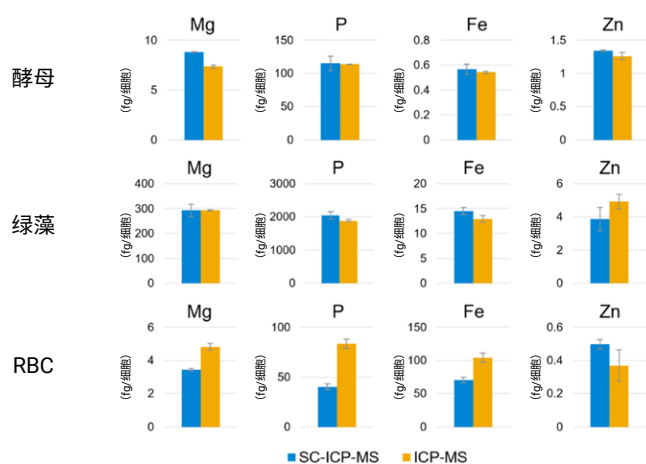 Mg P Fe Zn
酵母
(fg/细胞) 10 5 0
(fg/细胞) 150 100 50 0
(fg/细胞) 0.8 0.6 0.4 0.2 0
(fg/细胞) 1.5 1 0.5 0
Mg P Fe Zn
绿藻
(fg/细胞) 400 300 200 100 0
(fg/细胞) 3000 2000 1000 0
(fg/细胞) 20 15 10 5 0
(fg/细胞) 6 4 2 0
Mg P Fe Zn
RBC
(fg/细胞) 6 4 2 0
(fg/细胞) 100 50 0
(fg/细胞) 150 100 50 0
(fg/细胞) 0.6 0.4 0.2 0
SC-ICP-MS ICP-MS